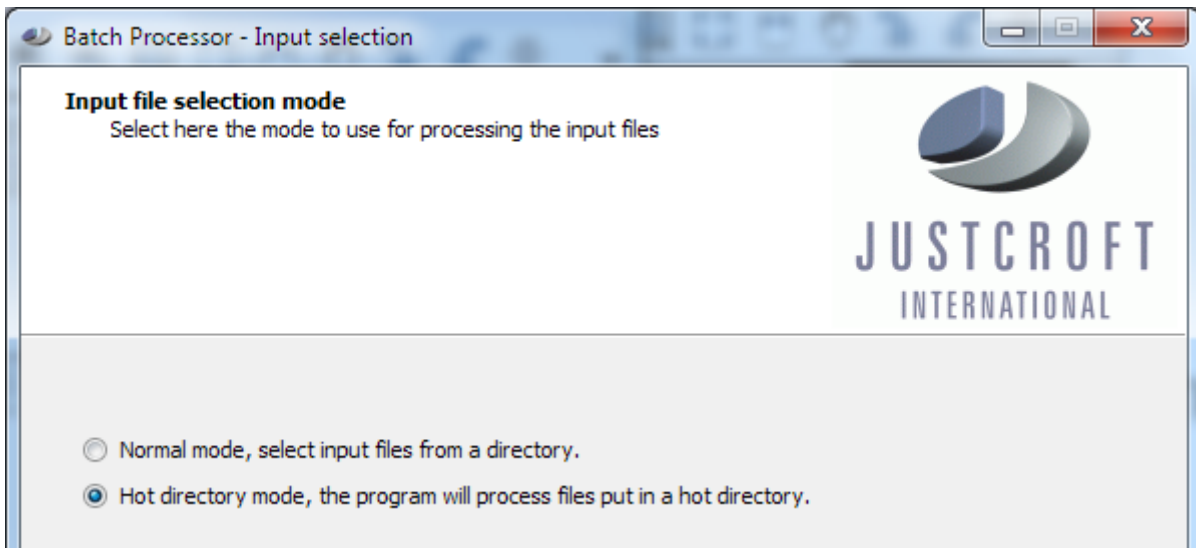 Batch Processor - Input selection
Input file selection mode
Select here the mode to use for processing the input files
JUSTCROFT
INTERNATIONAL
Normal mode, select input files from a directory.
Hot directory mode, the program will process files put in a hot directory.